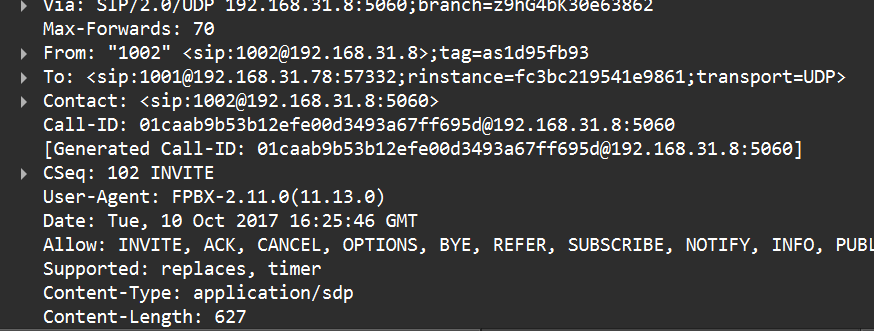 Via: SIP/2.0/UDP 192.168.31.8:5060;branch=z9hG4bK30e63862
Max-Forwards: 70
From: "1002" <sip:1002@192.168.31.8>;tag=as1d95fb93
To: <sip:1001@192.168.31.78:57332;rinstance=fc3bc219541e9861;transport=UDP>
Contact: <sip:1002@192.168.31.8:5060>
Call-ID: 01caab9b53b12efe00d3493a67ff695d@192.168.31.8:5060
[Generated Call-ID: 01caab9b53b12efe00d3493a67ff695d@192.168.31.8:5060]
CSeq: 102 INVITE
User-Agent: FPBX-2.11.0(11.13.0)
Date: Tue, 10 Oct 2017 16:25:46 GMT
Allow: INVITE, ACK, CANCEL, OPTIONS, BYE, REFER, SUBSCRIBE, NOTIFY, INFO, PUBL
Supported: replaces, timer
Content-Type: application/sdp
Content-Length: 627